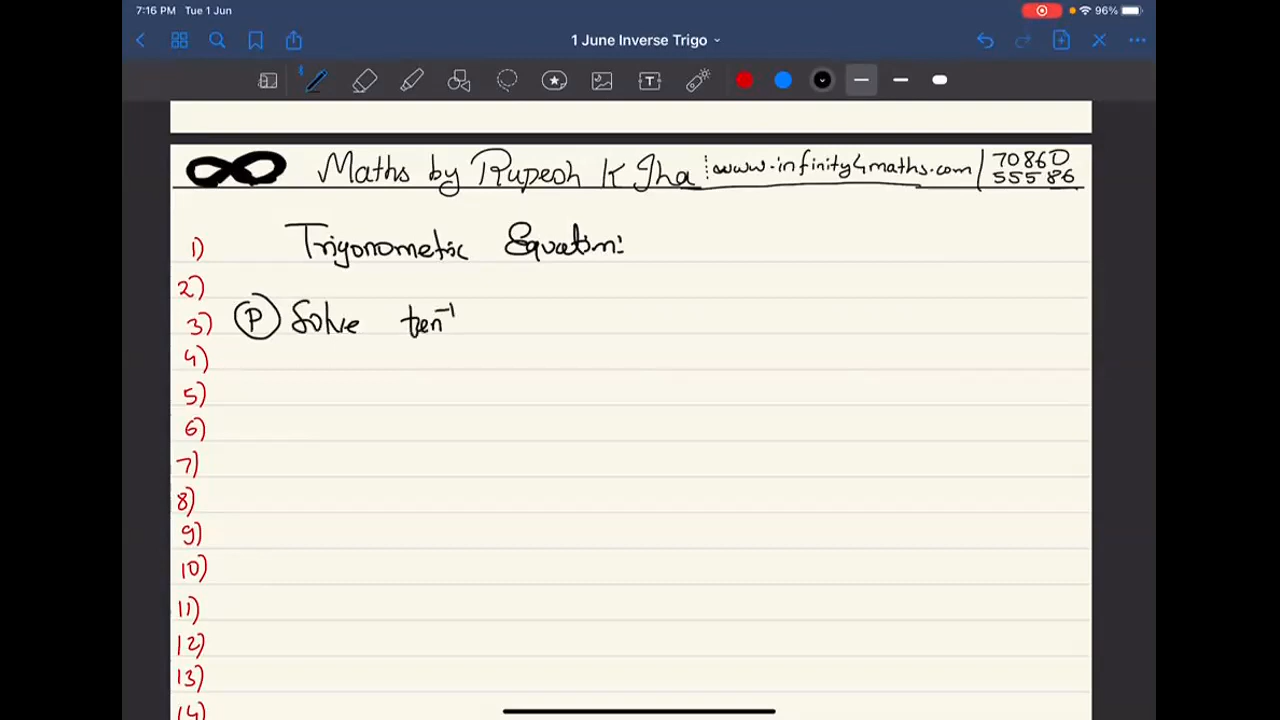 7:16 PM Tue 1 Jun 96%
1 June Inverse Trigo
∞ Maths by Rupesh K Jha www.infinity4maths.com 70860 55586
1) Trigonometric Equation:
2)
3) P Solve tan⁻¹
4)
5)
6)
7)
8)
9)
10)
11)
12)
13)
14)